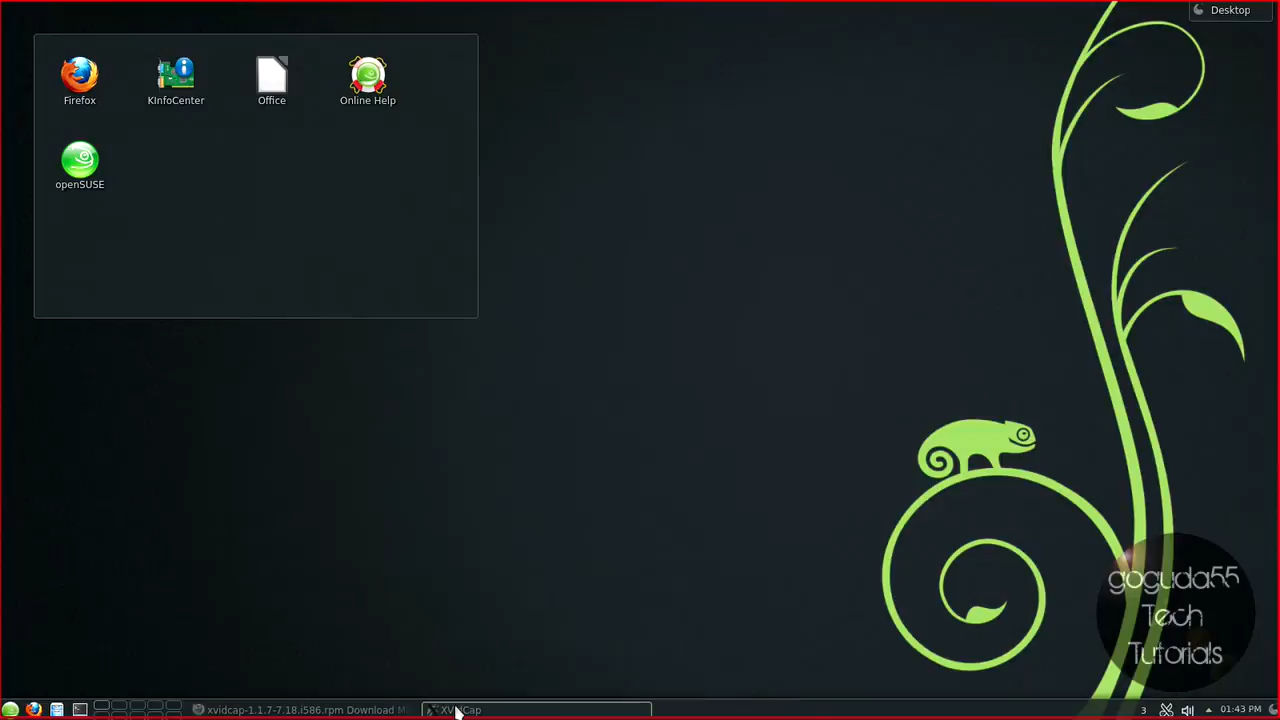 Desktop
Firefox
KInfoCenter
Office
Online Help
openSUSE
goguda55
Tech
Tutorials
xvidcap-1.1.7-7.18.i586.rpm Download M
XVidCap
3
01:43 PM